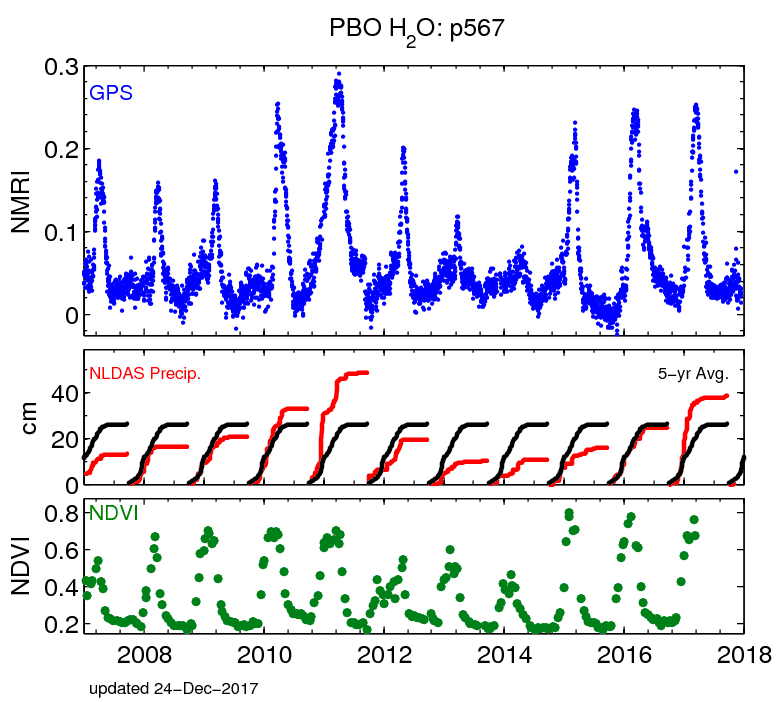 PBO H2O: p567
GPS
NMRI
0.3
0.2
0.1
0
NLDAS Precip.
5-yr Avg.
cm
40
20
0
NDVI
NDVI
0.8
0.6
0.4
0.2
2008 2010 2012 2014 2016 2018
updated 24-Dec-2017